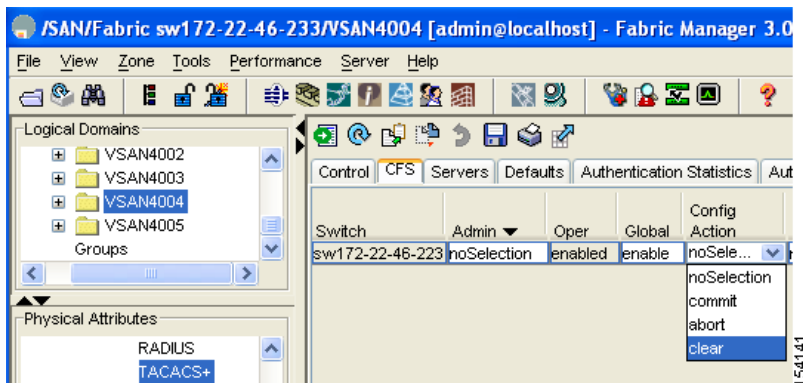 /SAN/Fabric sw172-22-46-233/VSAN4004 [admin@localhost] - Fabric Manager 3.0
File View Zone Tools Performance Server Help
Logical Domains
VSAN4002
VSAN4003
VSAN4004
VSAN4005
Groups
Physical Attributes
RADIUS
TACACS+
Control CFS Servers Defaults Authentication Statistics Aut
Switch Admin Oper Global Config Action
sw172-22-46-223 noSelection enabled enable noSele...
noSelection
commit
abort
clear
154141